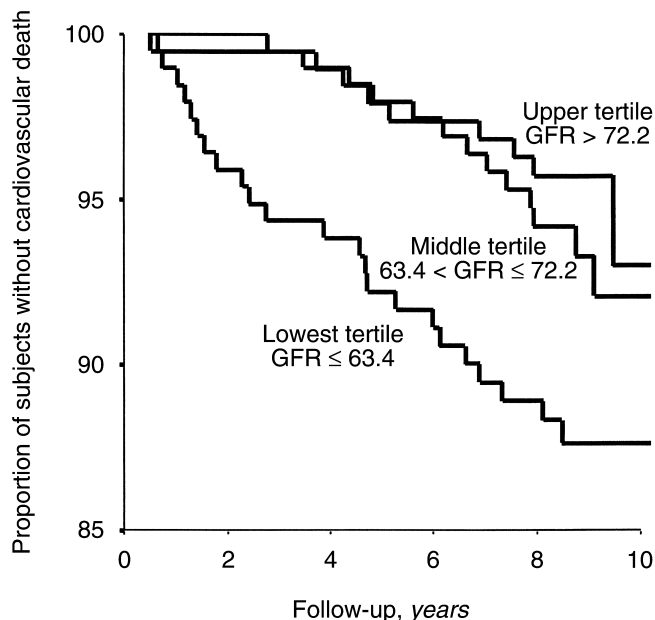 Proportion of subjects without cardiovascular death
100
95
90
85
Upper tertile
GFR > 72.2
Middle tertile
63.4 < GFR ≤ 72.2
Lowest tertile
GFR ≤ 63.4
0 2 4 6 8 10
Follow-up, years